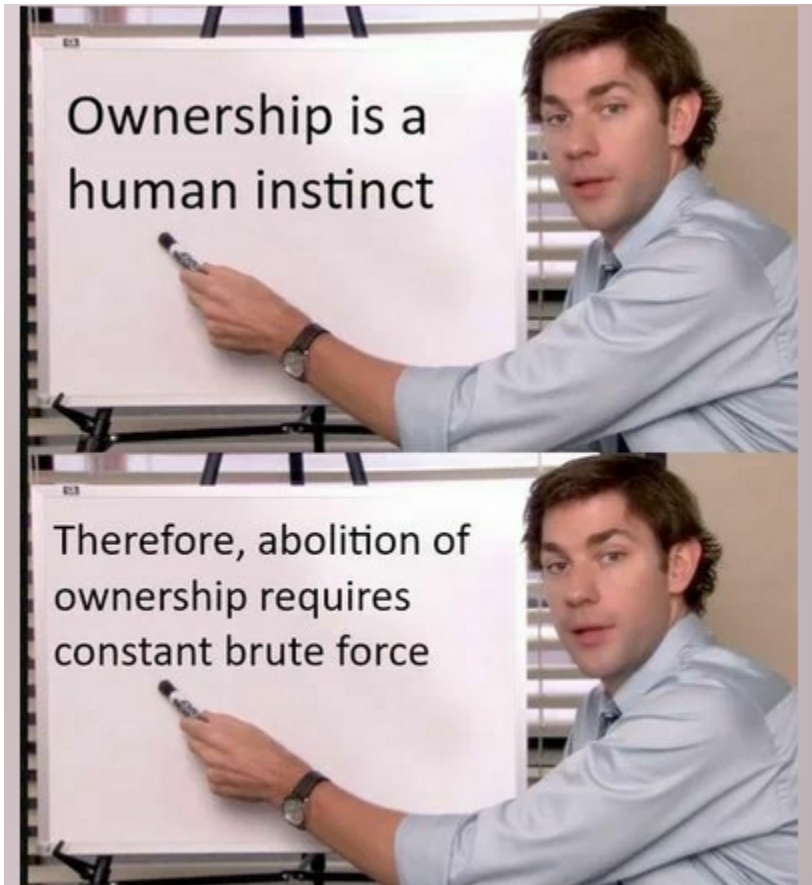 Ownership is a
human instinct
Therefore, abolition of
ownership requires
constant brute force